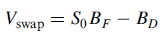 V_swap = S_0 B_F − B_D